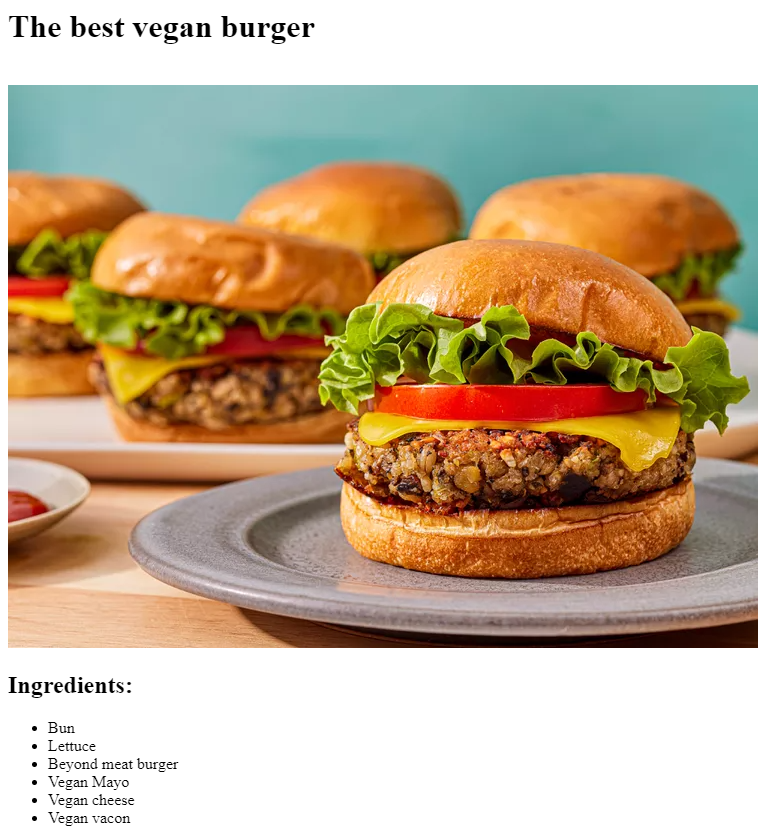 The best vegan burger
Ingredients:
Bun
Lettuce
Beyond meat burger
Vegan Mayo
Vegan cheese
Vegan vacon